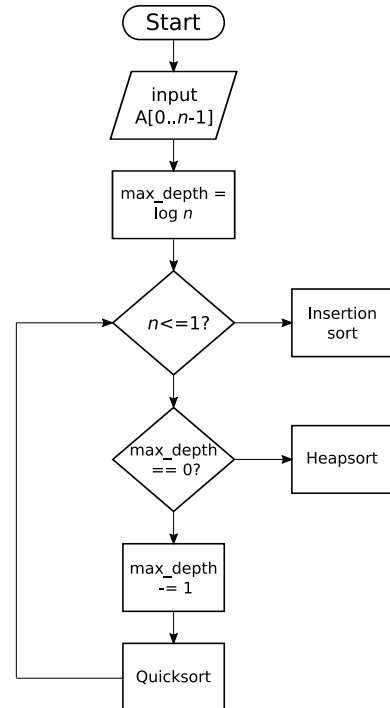 Start
input
A[0..n-1]
max_depth =
log n
n<=1?
Insertion
sort
max_depth
== 0?
Heapsort
max_depth
-= 1
Quicksort